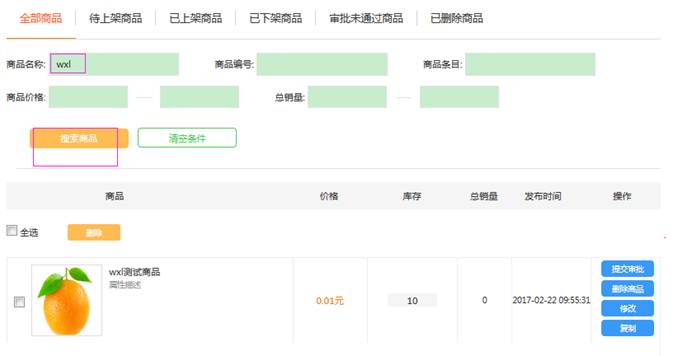 全部商品 待上架商品 已上架商品 已下架商品 审批未通过商品 已删除商品
商品名称: wxl 商品编号: 商品条目:
商品价格: 总销量:
搜索商品 清空条件
商品 价格 库存 总销量 发布时间 操作
全选 删除
wxl测试商品
属性描述
0.01元 10 0 2017-02-22 09:55:31
提交审批
删除商品
修改
复制